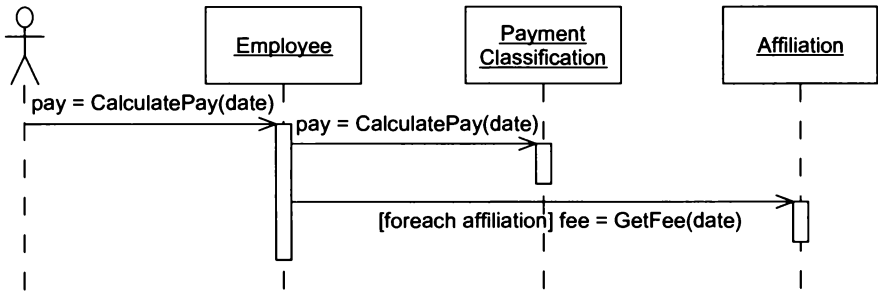 Employee
Payment
Classification
Affiliation
pay = CalculatePay(date)
pay = CalculatePay(date)
[foreach affiliation] fee = GetFee(date)